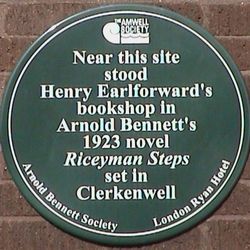 THE AMWELL
SOCIETY
Near this site
stood
Henry Earlforward's
bookshop in
Arnold Bennett's
1923 novel
Riceyman Steps
set in
Clerkenwell
Arnold Bennett Society
London Ryan Hotel